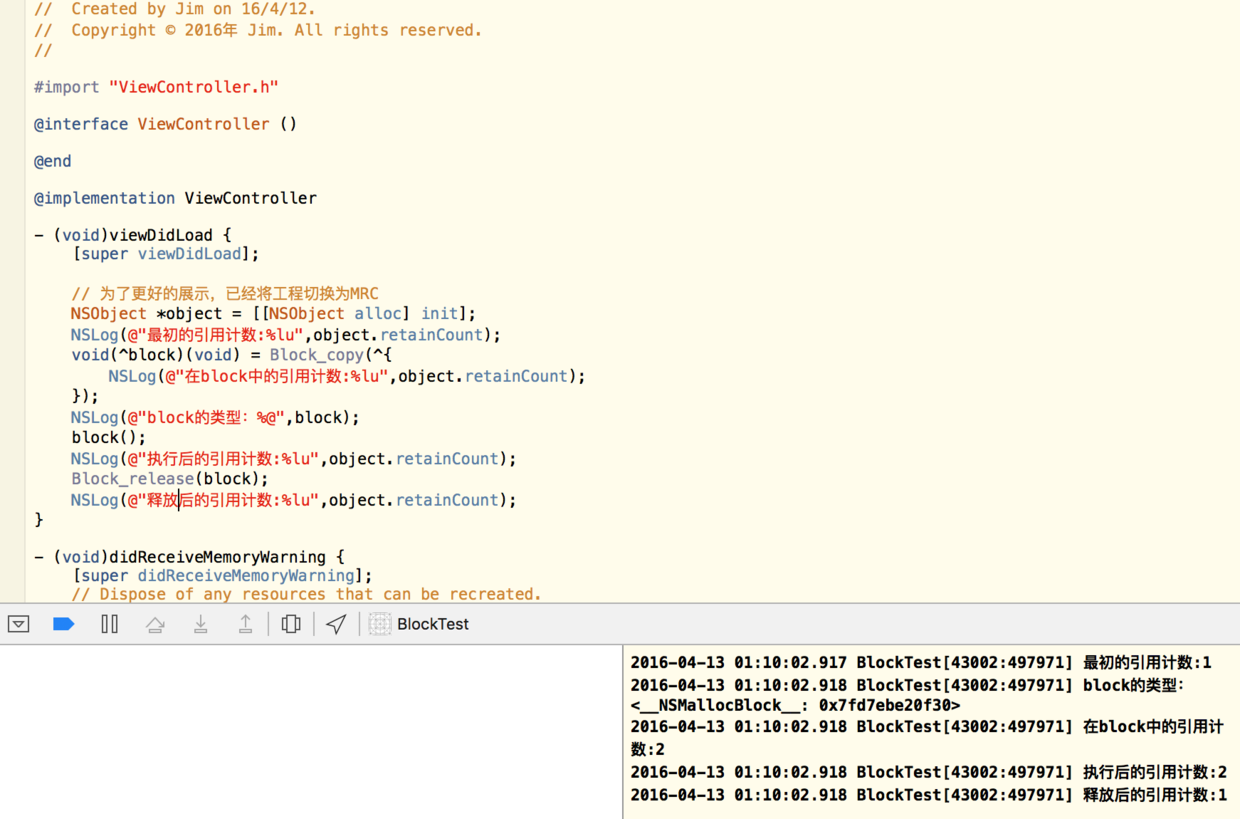 //  Created by Jim on 16/4/12.
//  Copyright © 2016年 Jim. All rights reserved.
//
#import "ViewController.h"
@interface ViewController ()
@end
@implementation ViewController
- (void)viewDidLoad {
    [super viewDidLoad];
    // 为了更好的展示，已经将工程切换为MRC
    NSObject *object = [[NSObject alloc] init];
    NSLog(@"最初的引用计数:%lu",object.retainCount);
    void(^block)(void) = Block_copy(^{
        NSLog(@"在block中的引用计数:%lu",object.retainCount);
    });
    NSLog(@"block的类型：%@",block);
    block();
    NSLog(@"执行后的引用计数:%lu",object.retainCount);
    Block_release(block);
    NSLog(@"释放后的引用计数:%lu",object.retainCount);
}
- (void)didReceiveMemoryWarning {
    [super didReceiveMemoryWarning];
    // Dispose of any resources that can be recreated.
BlockTest
2016-04-13 01:10:02.917 BlockTest[43002:497971] 最初的引用计数:1
2016-04-13 01:10:02.918 BlockTest[43002:497971] block的类型：
<__NSMallocBlock__: 0x7fd7ebe20f30>
2016-04-13 01:10:02.918 BlockTest[43002:497971] 在block中的引用计
数:2
2016-04-13 01:10:02.918 BlockTest[43002:497971] 执行后的引用计数:2
2016-04-13 01:10:02.918 BlockTest[43002:497971] 释放后的引用计数:1